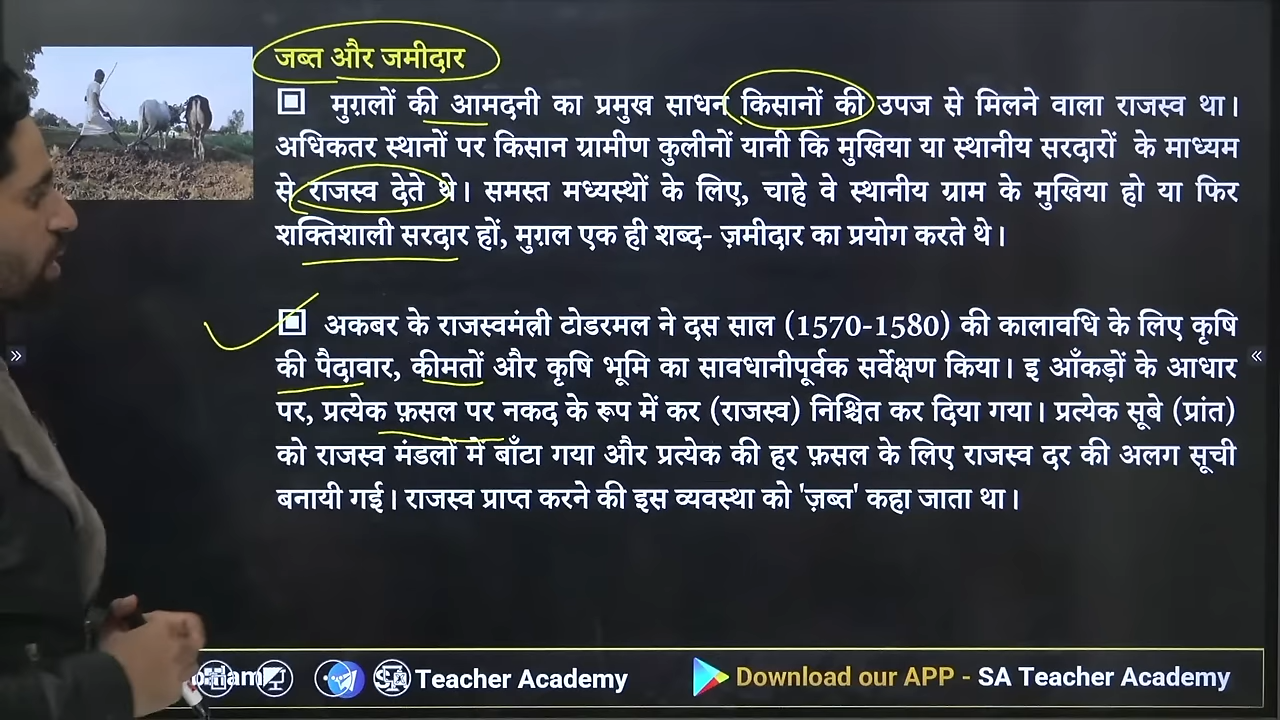 जब्त और जमीदार
मुग़लों की आमदनी का प्रमुख साधन किसानों की उपज से मिलने वाला राजस्व था।
अधिकतर स्थानों पर किसान ग्रामीण कुलीनों यानी कि मुखिया या स्थानीय सरदारों के माध्यम
से राजस्व देते थे। समस्त मध्यस्थों के लिए, चाहे वे स्थानीय ग्राम के मुखिया हो या फिर
शक्तिशाली सरदार हों, मुग़ल एक ही शब्द- ज़मीदार का प्रयोग करते थे।
अकबर के राजस्वमंत्री टोडरमल ने दस साल (1570-1580) की कालावधि के लिए कृषि
की पैदावार, कीमतों और कृषि भूमि का सावधानीपूर्वक सर्वेक्षण किया। इ आँकड़ों के आधार
पर, प्रत्येक फ़सल पर नकद के रूप में कर (राजस्व) निश्चित कर दिया गया। प्रत्येक सूबे (प्रांत)
को राजस्व मंडलों में बाँटा गया और प्रत्येक की हर फ़सल के लिए राजस्व दर की अलग सूची
बनायी गई। राजस्व प्राप्त करने की इस व्यवस्था को 'ज़ब्त' कहा जाता था।
Teacher Academy
Download our APP - SA Teacher Academy